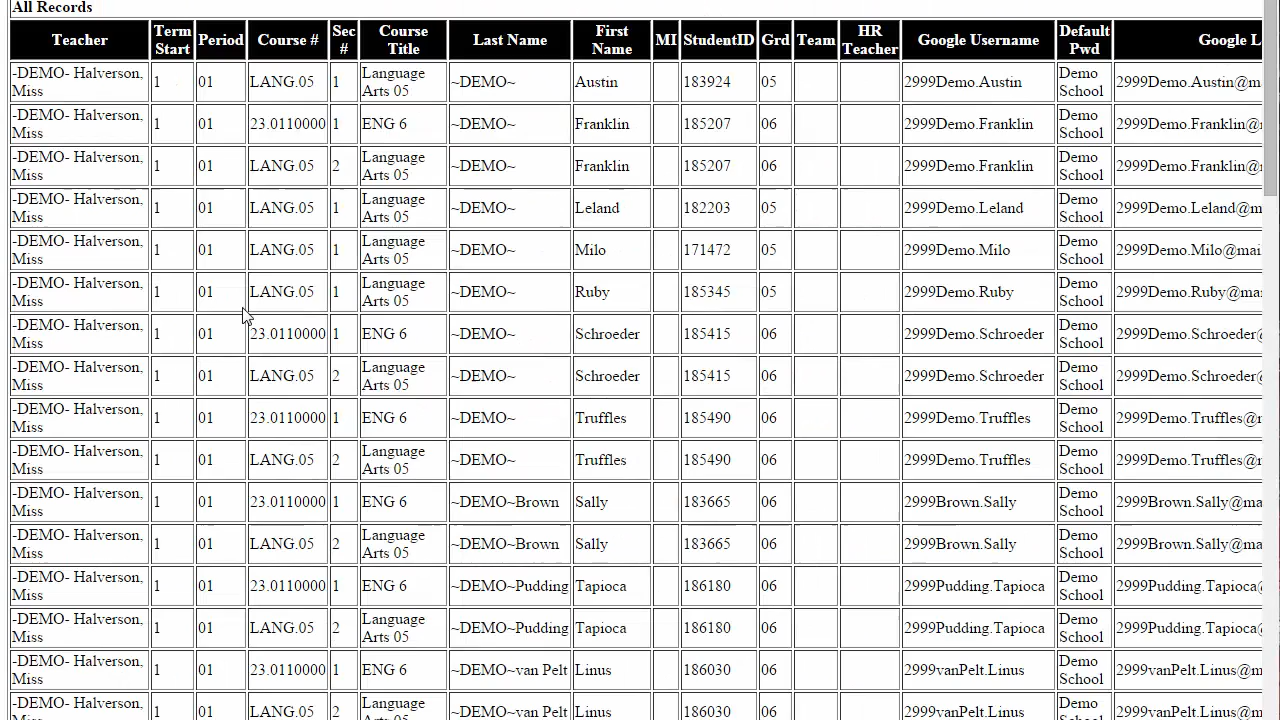 All Records
Teacher Term Start Period Course # Sec # Course Title Last Name First Name MI StudentID Grd Team HR Teacher Google Username Default Pwd Google L
-DEMO- Halverson, Miss 1 01 LANG.05 1 Language Arts 05 ~DEMO~ Austin 183924 05 2999Demo.Austin Demo School 2999Demo.Austin@m
-DEMO- Halverson, Miss 1 01 23.0110000 1 ENG 6 ~DEMO~ Franklin 185207 06 2999Demo.Franklin Demo School 2999Demo.Franklin@
-DEMO- Halverson, Miss 1 01 LANG.05 2 Language Arts 05 ~DEMO~ Franklin 185207 06 2999Demo.Franklin Demo School 2999Demo.Franklin@
-DEMO- Halverson, Miss 1 01 LANG.05 1 Language Arts 05 ~DEMO~ Leland 182203 05 2999Demo.Leland Demo School 2999Demo.Leland@m
-DEMO- Halverson, Miss 1 01 LANG.05 1 Language Arts 05 ~DEMO~ Milo 171472 05 2999Demo.Milo Demo School 2999Demo.Milo@mai
-DEMO- Halverson, Miss 1 01 LANG.05 1 Language Arts 05 ~DEMO~ Ruby 185345 05 2999Demo.Ruby Demo School 2999Demo.Ruby@ma
-DEMO- Halverson, Miss 1 01 23.0110000 1 ENG 6 ~DEMO~ Schroeder 185415 06 2999Demo.Schroeder Demo School 2999Demo.Schroeder@
-DEMO- Halverson, Miss 1 01 LANG.05 2 Language Arts 05 ~DEMO~ Schroeder 185415 06 2999Demo.Schroeder Demo School 2999Demo.Schroeder@
-DEMO- Halverson, Miss 1 01 23.0110000 1 ENG 6 ~DEMO~ Truffles 185490 06 2999Demo.Truffles Demo School 2999Demo.Truffles@r
-DEMO- Halverson, Miss 1 01 LANG.05 2 Language Arts 05 ~DEMO~ Truffles 185490 06 2999Demo.Truffles Demo School 2999Demo.Truffles@r
-DEMO- Halverson, Miss 1 01 23.0110000 1 ENG 6 ~DEMO~Brown Sally 183665 06 2999Brown.Sally Demo School 2999Brown.Sally@ma
-DEMO- Halverson, Miss 1 01 LANG.05 2 Language Arts 05 ~DEMO~Brown Sally 183665 06 2999Brown.Sally Demo School 2999Brown.Sally@ma
-DEMO- Halverson, Miss 1 01 23.0110000 1 ENG 6 ~DEMO~Pudding Tapioca 186180 06 2999Pudding.Tapioca Demo School 2999Pudding.Tapioca@
-DEMO- Halverson, Miss 1 01 LANG.05 2 Language Arts 05 ~DEMO~Pudding Tapioca 186180 06 2999Pudding.Tapioca Demo School 2999Pudding.Tapioca@
-DEMO- Halverson, Miss 1 01 23.0110000 1 ENG 6 ~DEMO~van Pelt Linus 186030 06 2999vanPelt.Linus Demo School 2999vanPelt.Linus@m
-DEMO- Halverson, Miss 1 01 LANG.05 2 Language Arts 05 ~DEMO~van Pelt Linus 186030 06 2999vanPelt.Linus Demo School 2999vanPelt.Linus@m